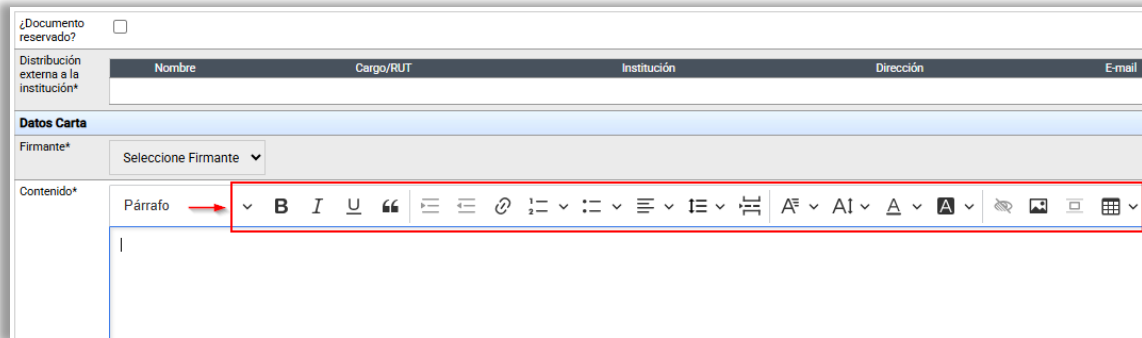 ¿Documento
reservado?
Distribución
externa a la
institución*
Nombre Cargo/RUT Institución Dirección E-mail
Datos Carta
Firmante*
Seleccione Firmante
Contenido*
Párrafo B I U A AI A A